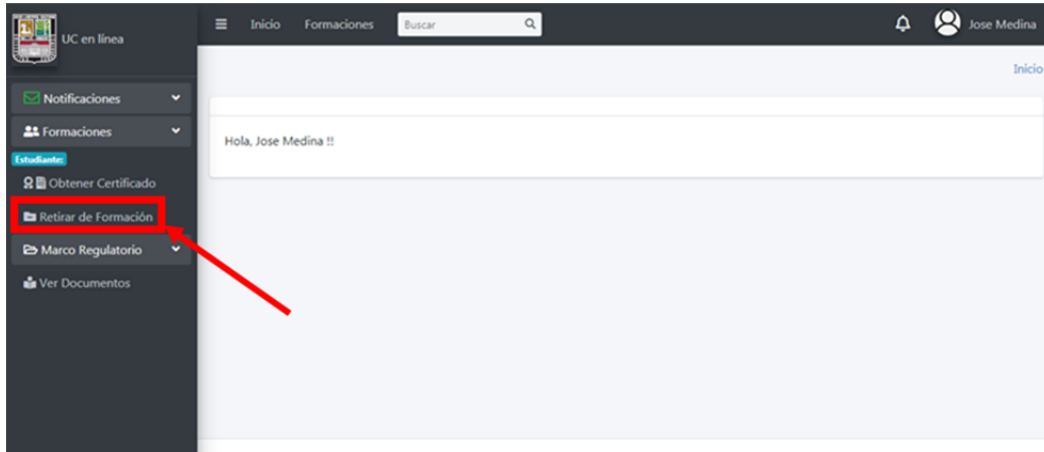 UC en línea
Inicio Formaciones Buscar Jose Medina
Inicio
Notificaciones
Formaciones
Estudiante:
Obtener Certificado
Retirar de Formación
Marco Regulatorio
Ver Documentos
Hola, Jose Medina !!